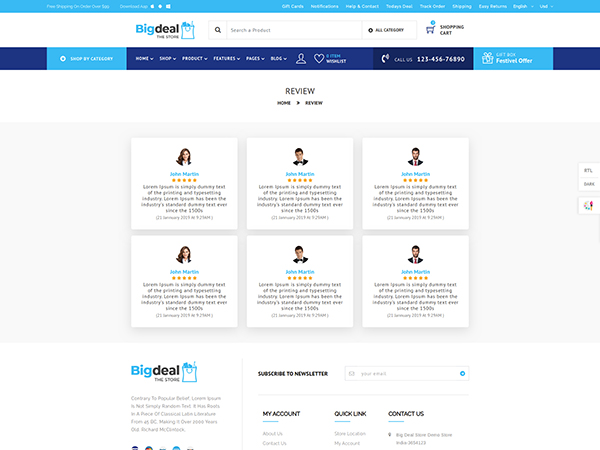 Free Shipping On Order Over $99
Download App
Gift Cards
Notifications
Help & Contact
Todays Deal
Track Order
Shipping
Easy Returns
English
Usd
Bigdeal
THE STORE
Search a Product
ALL CATEGORY
0
SHOPPING
CART
SHOP BY CATEGORY
HOME
SHOP
PRODUCT
FEATURES
PAGES
BLOG
0 ITEM
WISHLIST
CALL US
123-456-76890
GIFT BOX
Festivel Offer
REVIEW
HOME » REVIEW
RTL
DARK
John Martin
Lorem Ipsum is simply dummy text
of the printing and typesetting
industry. Lorem Ipsum has been the
industry's standard dummy text ever
since the 1500s
(21 Janruary 2019 At 9:29AM )
John Martin
Lorem Ipsum is simply dummy text
of the printing and typesetting
industry. Lorem Ipsum has been the
industry's standard dummy text ever
since the 1500s
(21 Janruary 2019 At 9:29AM )
John Martin
Lorem Ipsum is simply dummy text
of the printing and typesetting
industry. Lorem Ipsum has been the
industry's standard dummy text ever
since the 1500s
(21 Janruary 2019 At 9:29AM )
John Martin
Lorem Ipsum is simply dummy text
of the printing and typesetting
industry. Lorem Ipsum has been the
industry's standard dummy text ever
since the 1500s
(21 Janruary 2019 At 9:29AM )
John Martin
Lorem Ipsum is simply dummy text
of the printing and typesetting
industry. Lorem Ipsum has been the
industry's standard dummy text ever
since the 1500s
(21 Janruary 2019 At 9:29AM )
John Martin
Lorem Ipsum is simply dummy text
of the printing and typesetting
industry. Lorem Ipsum has been the
industry's standard dummy text ever
since the 1500s
(21 Janruary 2019 At 9:29AM )
Bigdeal
THE STORE
Contrary To Popular Belief, Lorem Ipsum
Is Not Simply Random Text. It Has Roots
In A Piece Of Classical Latin Literature
From 45 BC, Making It Over 2000 Years
Old. Richard McClintock,
SUBSCRIBE TO NEWSLETTER
your email
MY ACCOUNT
About Us
Contact Us
QUICK LINK
Store Location
My Account
CONTACT US
Big Deal Store Demo Store
India-365A123